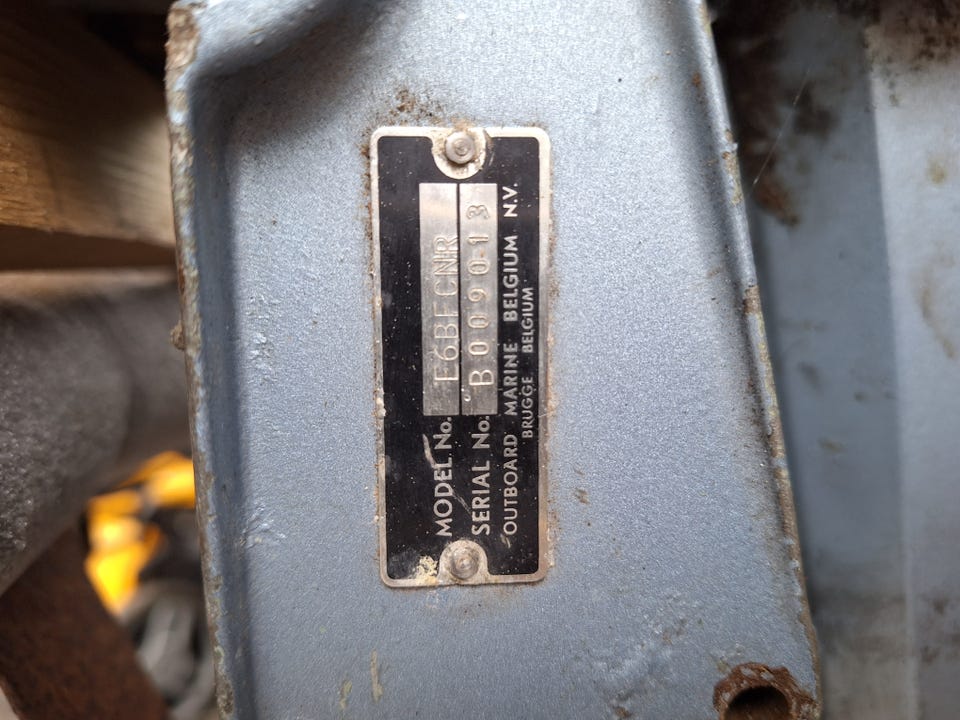 MODEL No. E6BFCNR
SERIAL No. B009013
OUTBOARD MARINE BELGIUM N.V.
BRUGGE BELGIUM